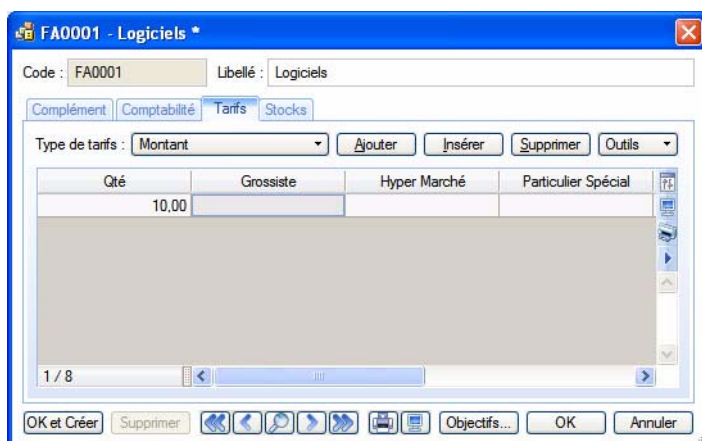 FA0001 - Logiciels *
Code : FA0001 Libellé : Logiciels
Complément Comptabilité Tarifs Stocks
Type de tarifs : Montant Ajouter Insérer Supprimer Outils
Qté Grossiste Hyper Marché Particulier Spécial
10,00
1 / 8
OK et Créer Supprimer Objectifs... OK Annuler